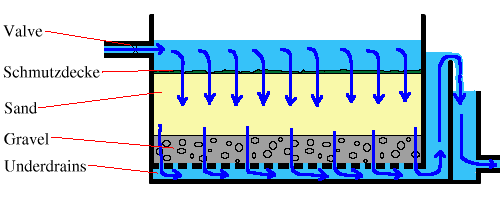 Valve
Schmutzdecke
Sand
Gravel
Underdrains